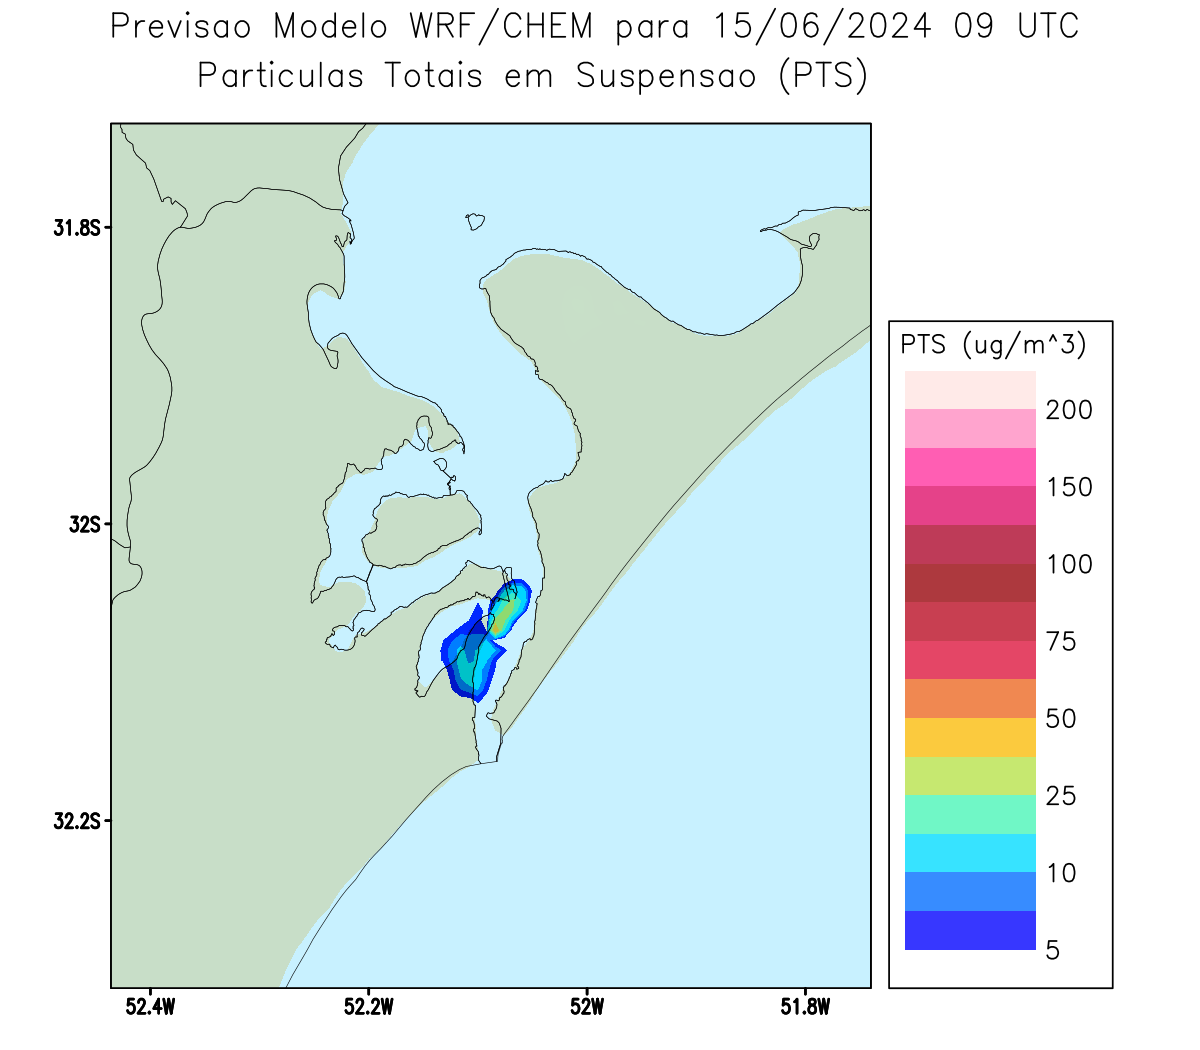 Previsao Modelo WRF/CHEM para 15/06/2024 09 UTC
Particulas Totais em Suspensao (PTS)
31.8S
32S
32.2S
52.4W
52.2W
52W
51.8W
PTS (ug/m^3)
200
150
100
75
50
25
10
5